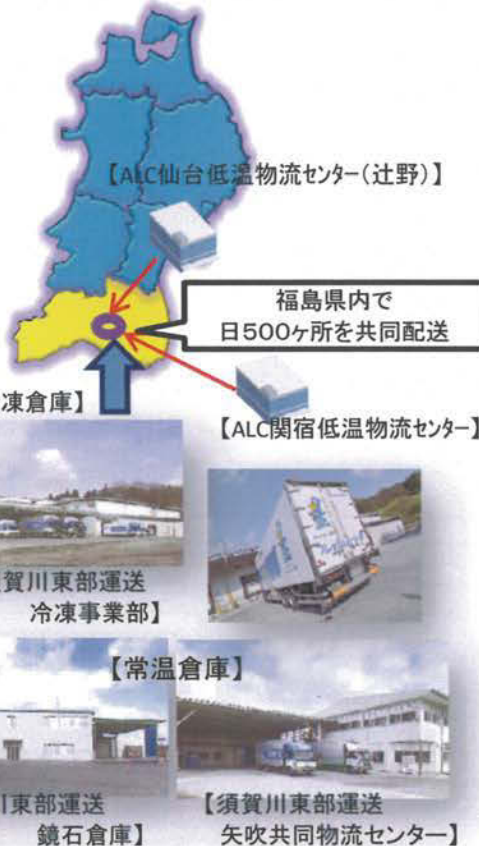 【ALC仙台低温物流センター(辻野)】
福島県内で
日500ヶ所を共同配送
凍倉庫】
【ALC関宿低温物流センター】
賀川東部運送
冷凍事業部】
【常温倉庫】
川東部運送
鏡石倉庫】
【須賀川東部運送
矢吹共同物流センター】